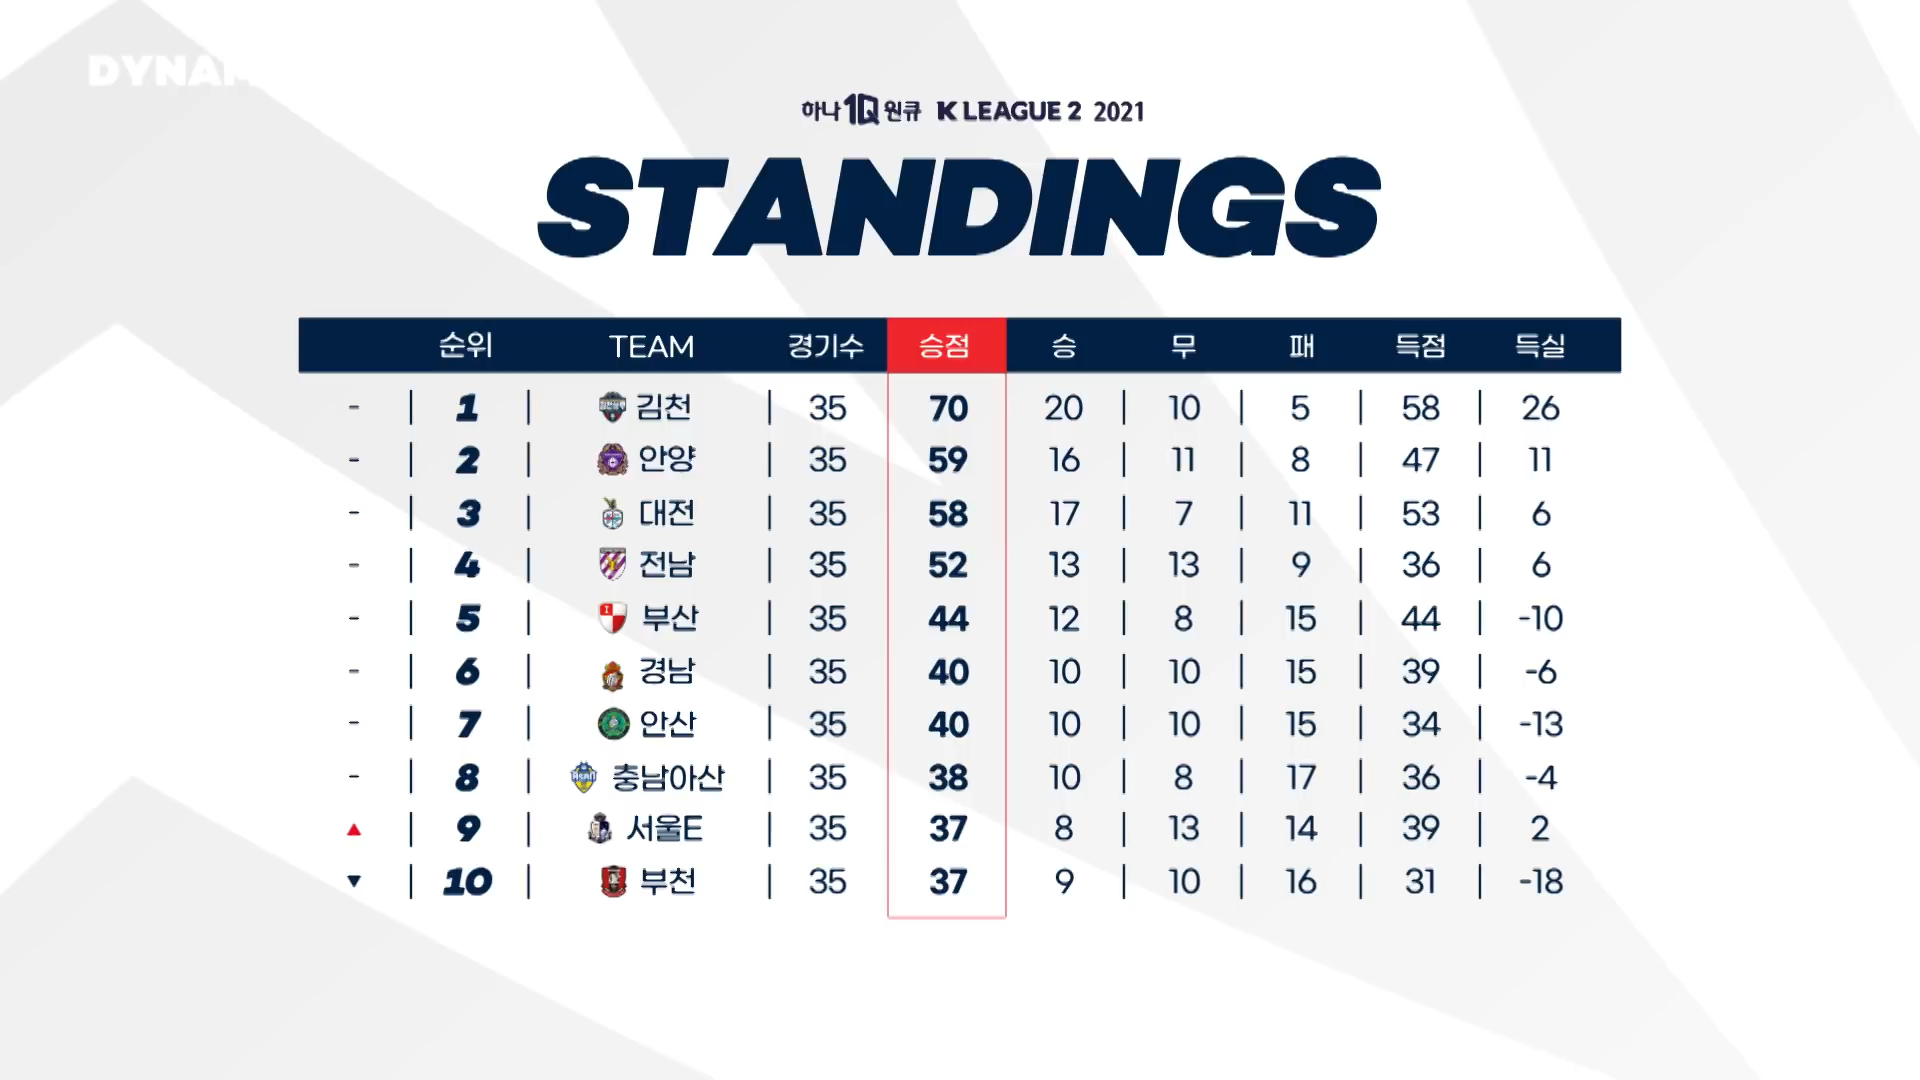 DYNAM
하나1Q원큐 K LEAGUE 2 2021
STANDINGS
순위 TEAM 경기수 승점 승 무 패 득점 득실
- 1 김천 35 70 20 10 5 58 26
- 2 안양 35 59 16 11 8 47 11
- 3 대전 35 58 17 7 11 53 6
- 4 전남 35 52 13 13 9 36 6
- 5 부산 35 44 12 8 15 44 -10
- 6 경남 35 40 10 10 15 39 -6
- 7 안산 35 40 10 10 15 34 -13
- 8 충남아산 35 38 10 8 17 36 -4
▲ 9 서울E 35 37 8 13 14 39 2
▼ 10 부천 35 37 9 10 16 31 -18